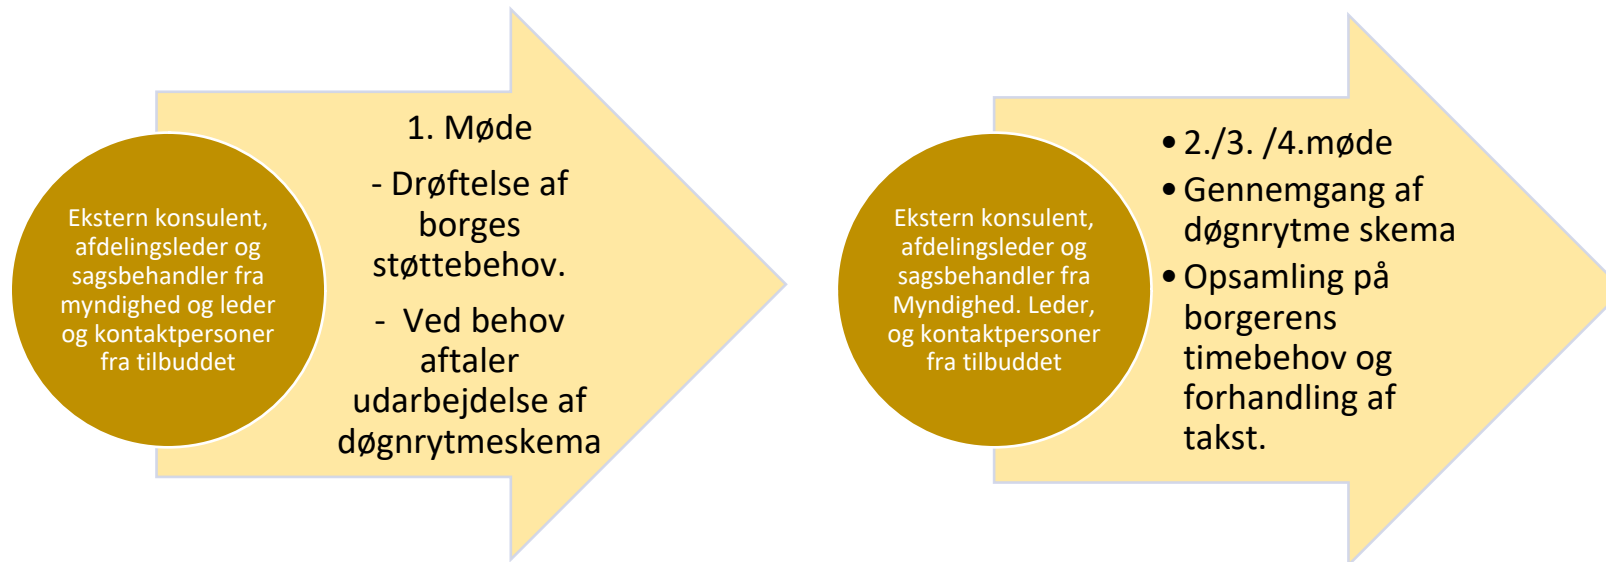 Ekstern konsulent,
afdelingsleder og
sagsbehandler fra
myndighed og leder
og kontaktpersoner
fra tilbuddet
1. Møde
- Drøftelse af
borges
støttebehov.
- Ved behov
aftaler
udarbejdelse af
døgnrytmeskema
Ekstern konsulent,
afdelingsleder og
sagsbehandler fra
Myndighed. Leder,
og kontaktpersoner
fra tilbuddet
• 2./3. /4.møde
• Gennemgang af
døgnrytme skema
• Opsamling på
borgerens
timebehov og
forhandling af
takst.